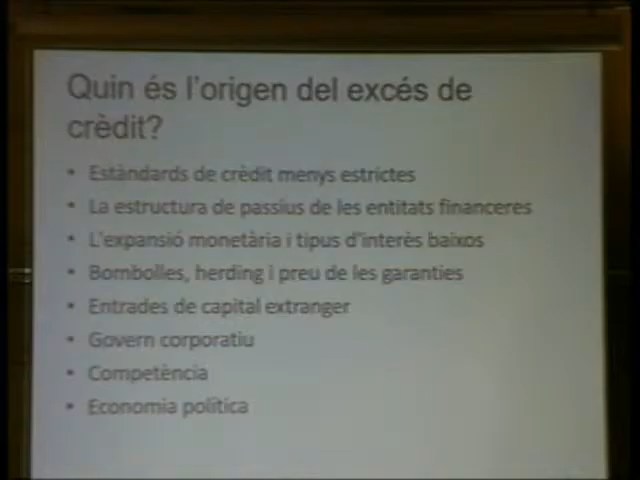 Quin és l'origen del excés de
crèdit?
• Estàndards de crèdit menys estrictes
• La estructura de passius de les entitats financeres
• L'expansió monetària i tipus d'interès baixos
• Bombolles, herding i preu de les garanties
• Entrades de capital extranger
• Govern corporatiu
• Competència
• Economia política